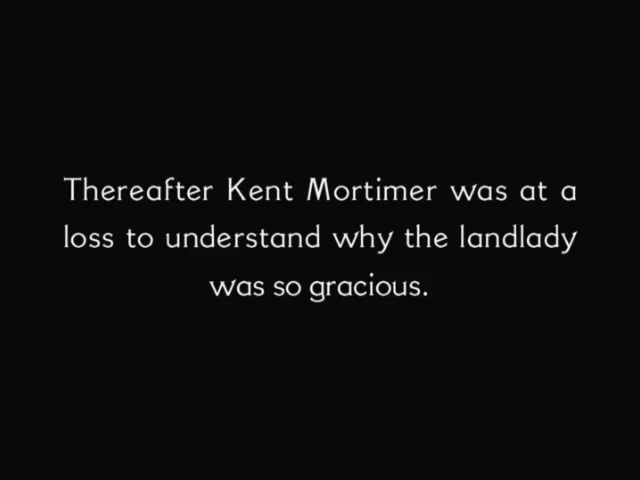 Thereafter Kent Mortimer was at a
loss to understand why the landlady
was so gracious.